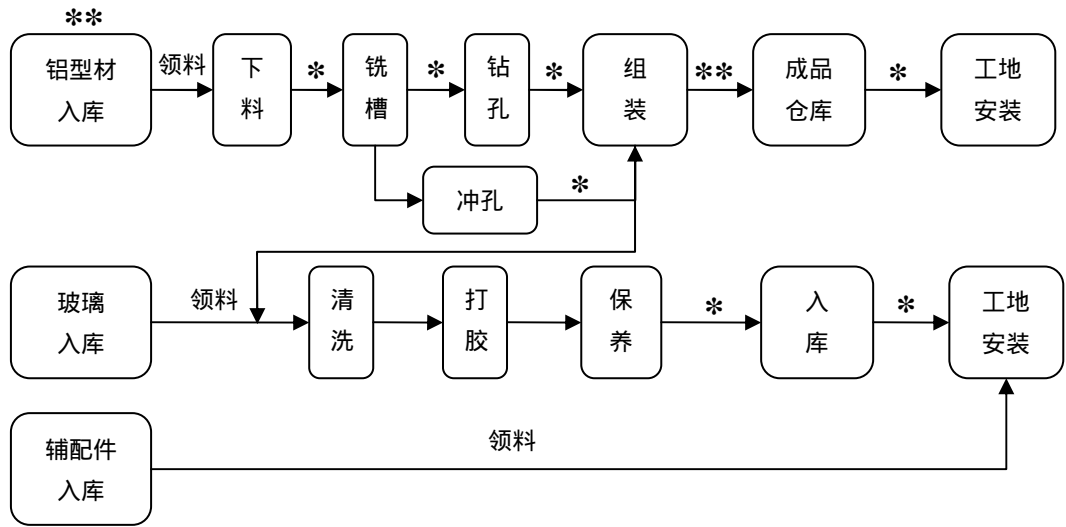 ✻✻
铝型材
入库
领料
下
料
✻
铣
槽
✻
钻
孔
✻
组
装
✻✻
成品
仓库
✻
工地
安装
冲孔
✻
玻璃
入库
领料
清
洗
打
胶
保
养
✻
入
库
✻
工地
安装
辅配件
入库
领料